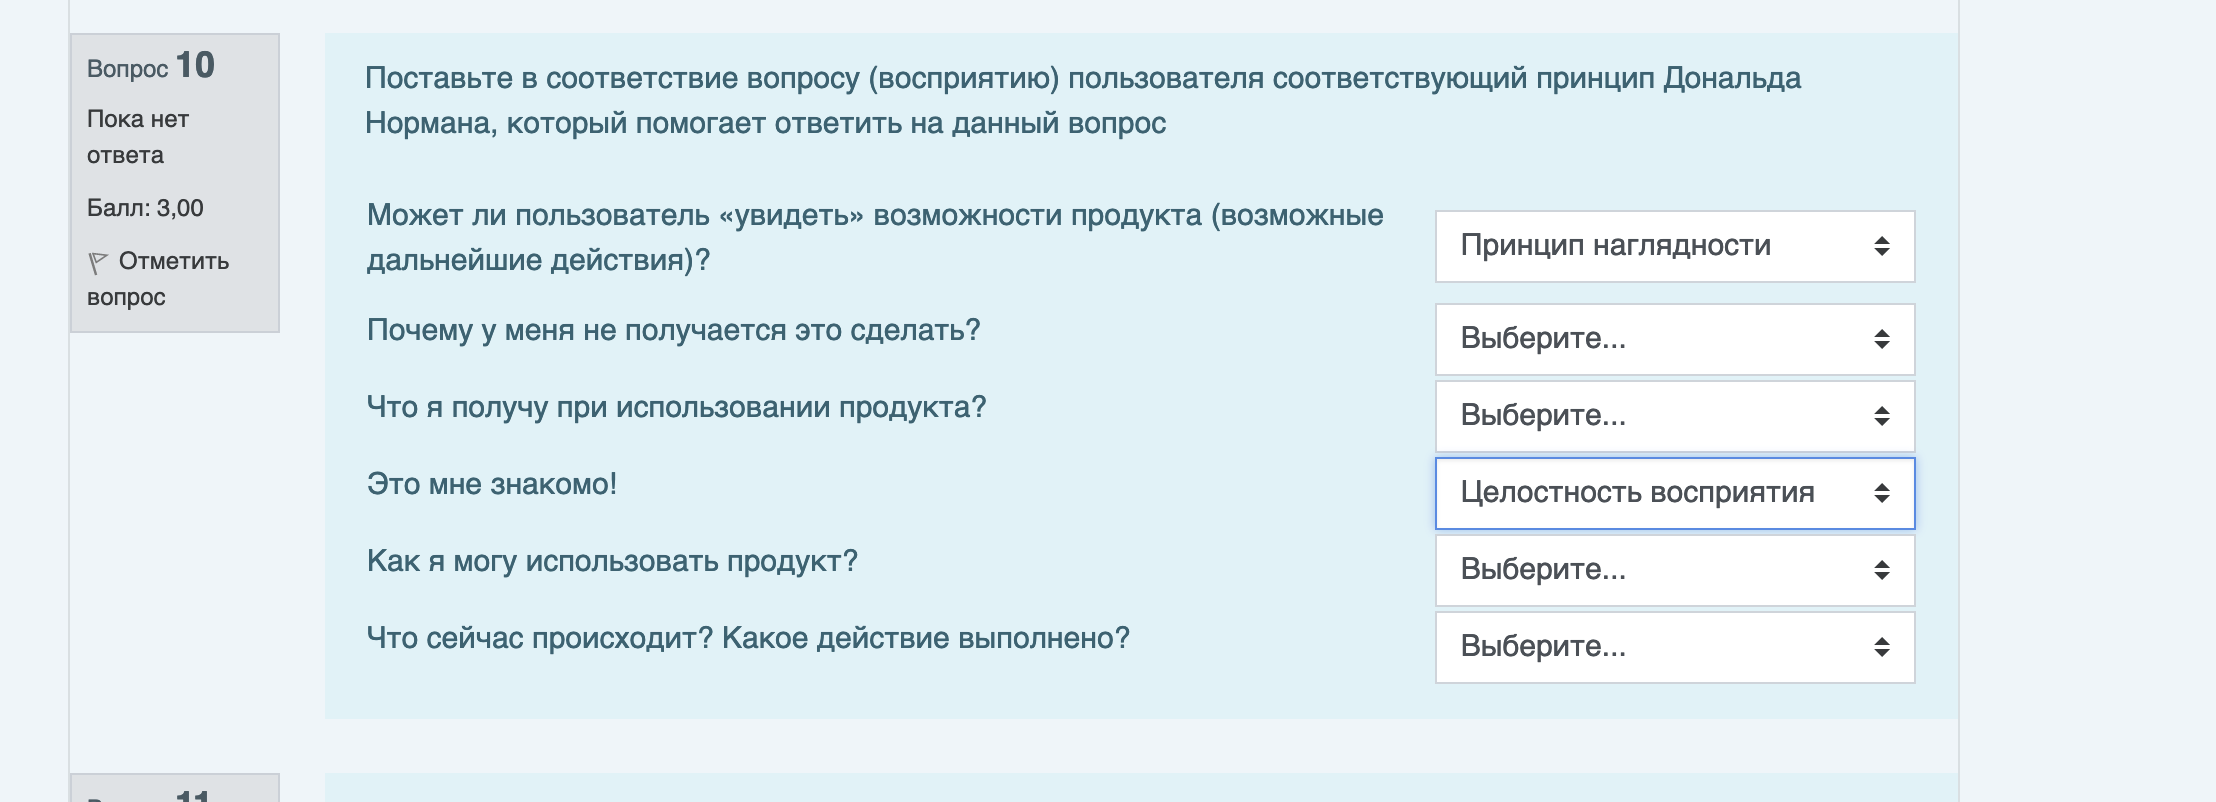 Вопрос 10
Пока нет
ответа
Балл: 3,00
Отметить
вопрос
Поставьте в соответствие вопросу (восприятию) пользователя соответствующий принцип Дональда
Нормана, который помогает ответить на данный вопрос
Может ли пользователь «увидеть» возможности продукта (возможные
дальнейшие действия)?
Принцип наглядности
Почему у меня не получается это сделать?
Выберите...
Что я получу при использовании продукта?
Выберите...
Это мне знакомо!
Целостность восприятия
Как я могу использовать продукт?
Выберите...
Что сейчас происходит? Какое действие выполнено?
Выберите...
11